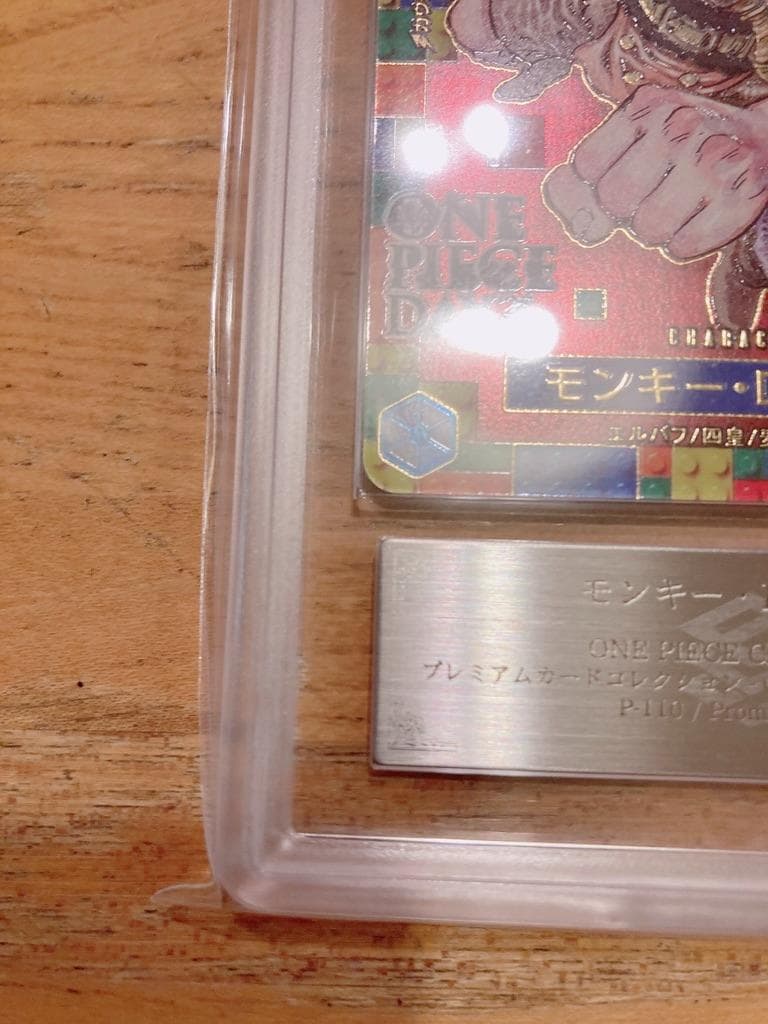 ONE
PIECE
CHARAC
モンキー・D
エルバフ/四皇/
モンキー・
ONE PIECE C
プレミアムカードコレクション
P-110 / Prom